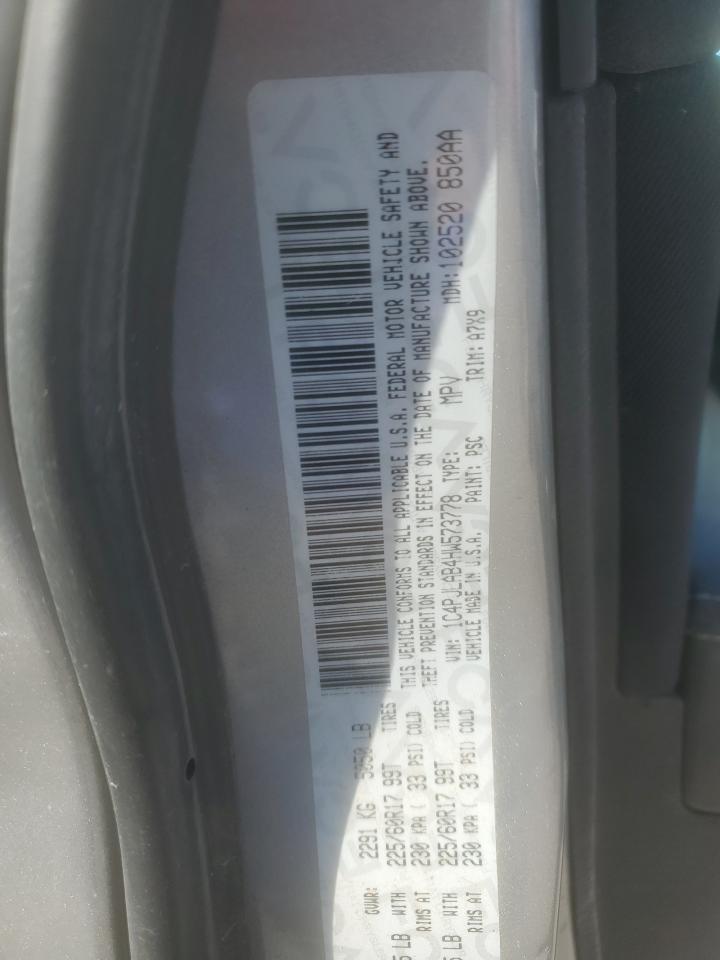 GVWR: 2291 KG 5050 LB
5 LB WITH 225/60R17 99T TIRES
RIMS AT 230 KPA ( 33 PSI) COLD
5 LB WITH 225/60R17 99T TIRES
RIMS AT 230 KPA ( 33 PSI) COLD
THIS VEHICLE CONFORMS TO ALL APPLICABLE U.S.A. FEDERAL MOTOR VEHICLE SAFETY AND
THEFT PREVENTION STANDARDS IN EFFECT ON THE DATE OF MANUFACTURE SHOWN ABOVE.
VIN: 1C4PJLAB4HW573778 TYPE: MPV MDH:102520 850AA
VEHICLE MADE IN U.S.A. PAINT: PSC TRIM: A7X9